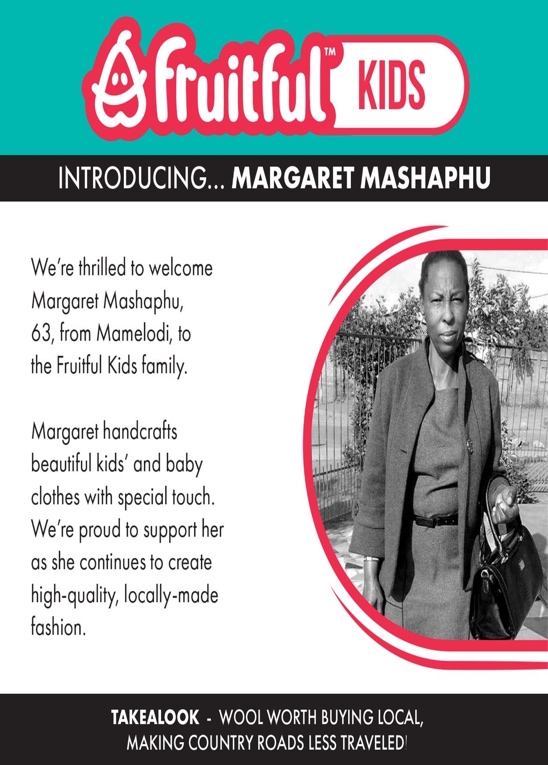 fruitful™ KIDS
INTRODUCING... MARGARET MASHAPHU
We're thrilled to welcome
Margaret Mashaphu,
63, from Mamelodi, to
the Fruitful Kids family.
Margaret handcrafts
beautiful kids' and baby
clothes with special touch.
We're proud to support her
as she continues to create
high-quality, locally-made
fashion.
TAKEALOOK - WOOL WORTH BUYING LOCAL,
MAKING COUNTRY ROADS LESS TRAVELED!